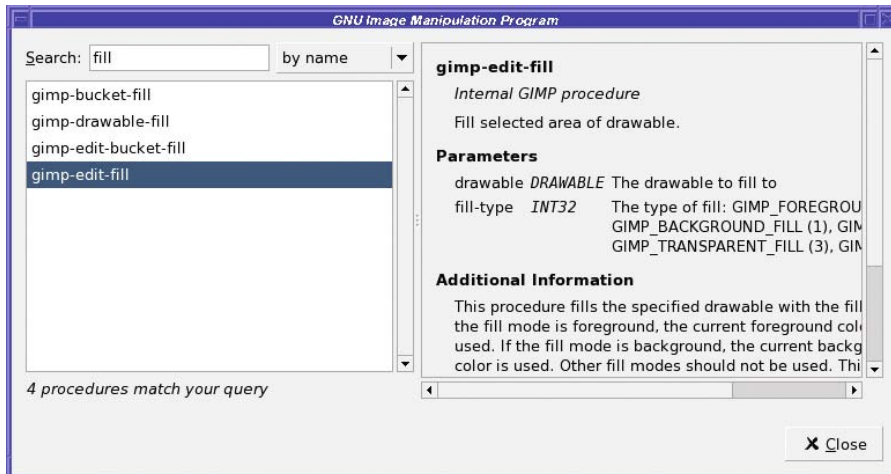 GNU Image Manipulation Program
Search: fill by name
gimp-bucket-fill
gimp-drawable-fill
gimp-edit-bucket-fill
gimp-edit-fill
4 procedures match your query
gimp-edit-fill
Internal GIMP procedure
Fill selected area of drawable.
Parameters
drawable DRAWABLE The drawable to fill to
fill-type INT32 The type of fill: GIMP_FOREGROU
GIMP_BACKGROUND_FILL (1), GIM
GIMP_TRANSPARENT_FILL (3), GIM
Additional Information
This procedure fills the specified drawable with the fill
the fill mode is foreground, the current foreground colo
used. If the fill mode is background, the current backg
color is used. Other fill modes should not be used. Thi
Close